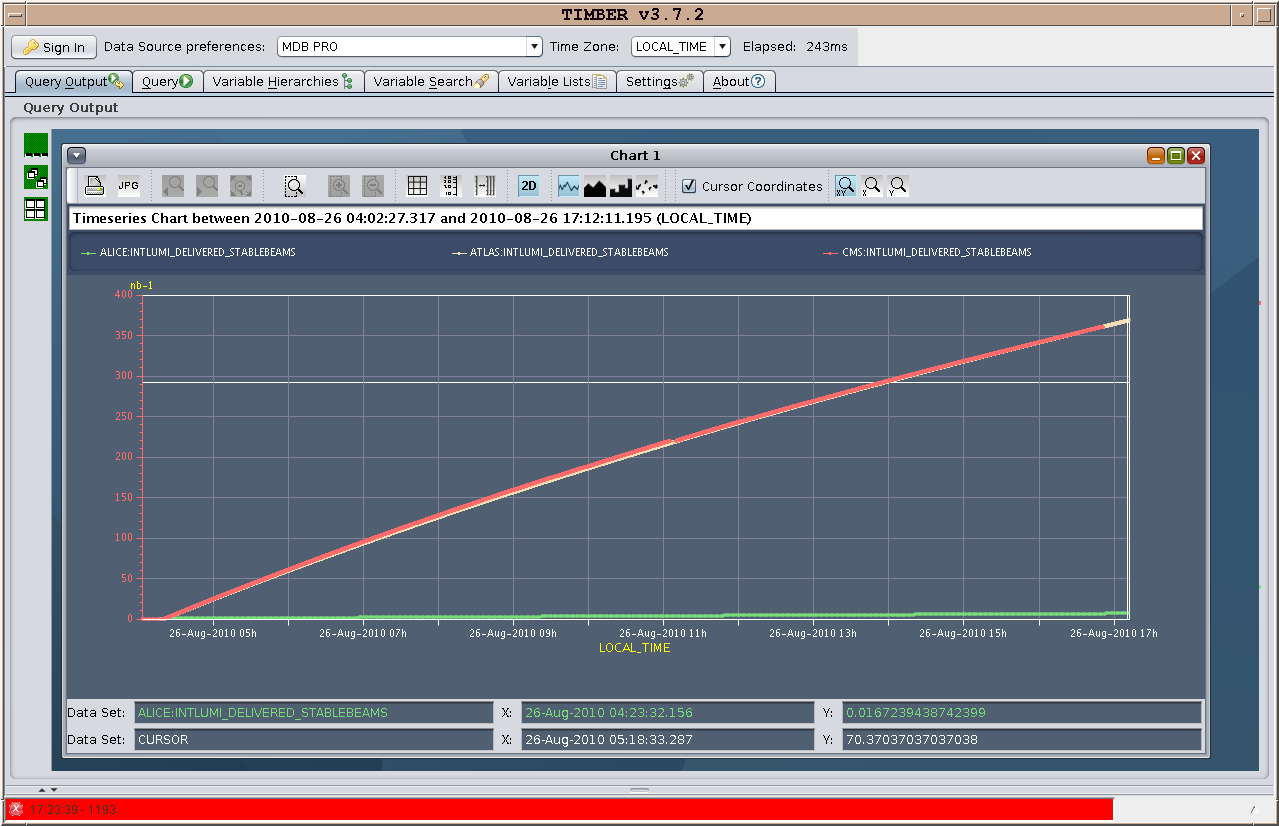 TIMBER v3.7.2
Sign In Data Source preferences: MDB PRO Time Zone: LOCAL_TIME Elapsed: 243ms
Query Output Query Variable Hierarchies Variable Search Variable Lists Settings About
Query Output
Chart 1
JPG 2D Cursor Coordinates XY X Y
Timeseries Chart between 2010-08-26 04:02:27.317 and 2010-08-26 17:12:11.195 (LOCAL_TIME)
ALICE:INTLUMI_DELIVERED_STABLEBEAMS ATLAS:INTLUMI_DELIVERED_STABLEBEAMS CMS:INTLUMI_DELIVERED_STABLEBEAMS
nb-1
400
350
300
250
200
150
100
50
0
26-Aug-2010 05h 26-Aug-2010 07h 26-Aug-2010 09h 26-Aug-2010 11h 26-Aug-2010 13h 26-Aug-2010 15h 26-Aug-2010 17h
LOCAL_TIME
Data Set: ALICE:INTLUMI_DELIVERED_STABLEBEAMS X: 26-Aug-2010 04:23:32.156 Y: 0.0167239438742399
Data Set: CURSOR X: 26-Aug-2010 05:18:33.287 Y: 70.37037037037038